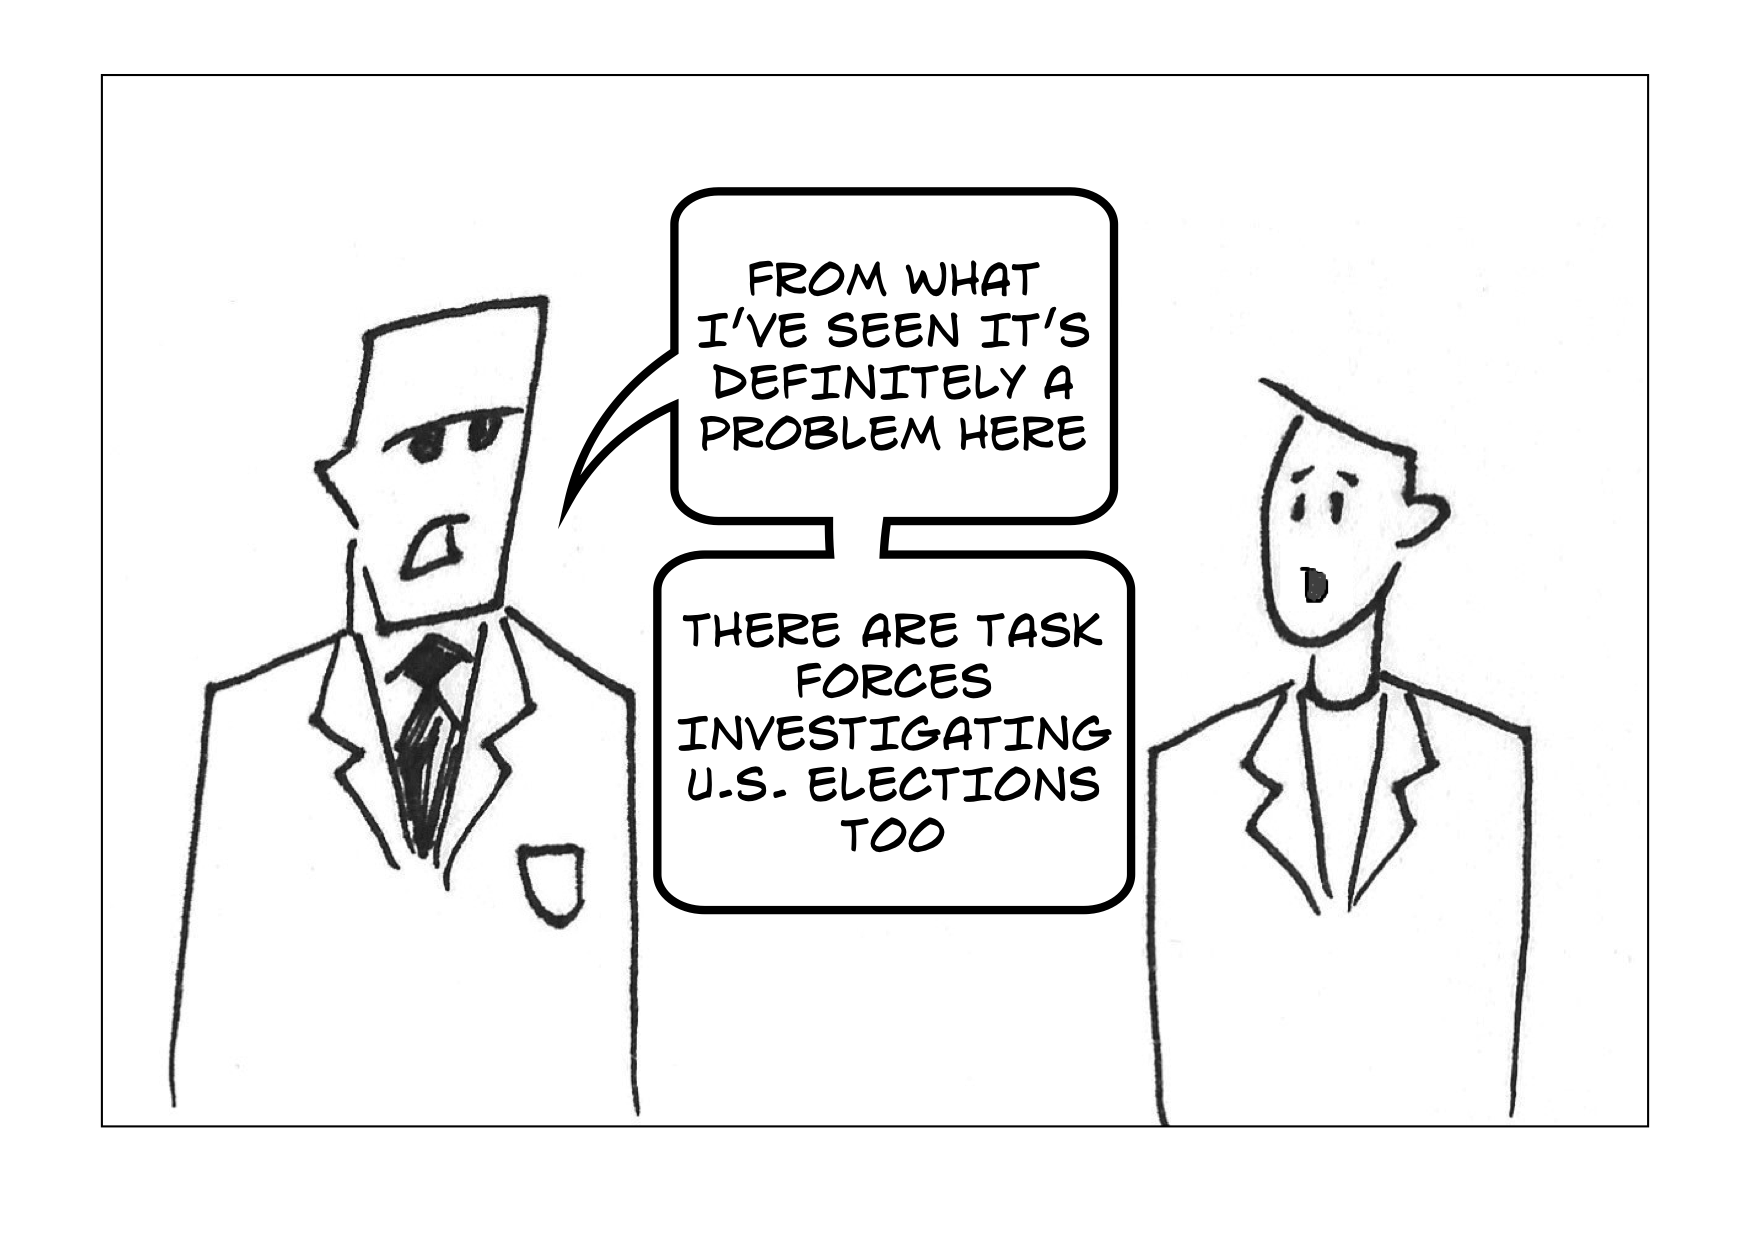 FROM WHAT
I'VE SEEN IT'S
DEFINITELY A
PROBLEM HERE
THERE ARE TASK
FORCES
INVESTIGATING
U.S. ELECTIONS
TOO